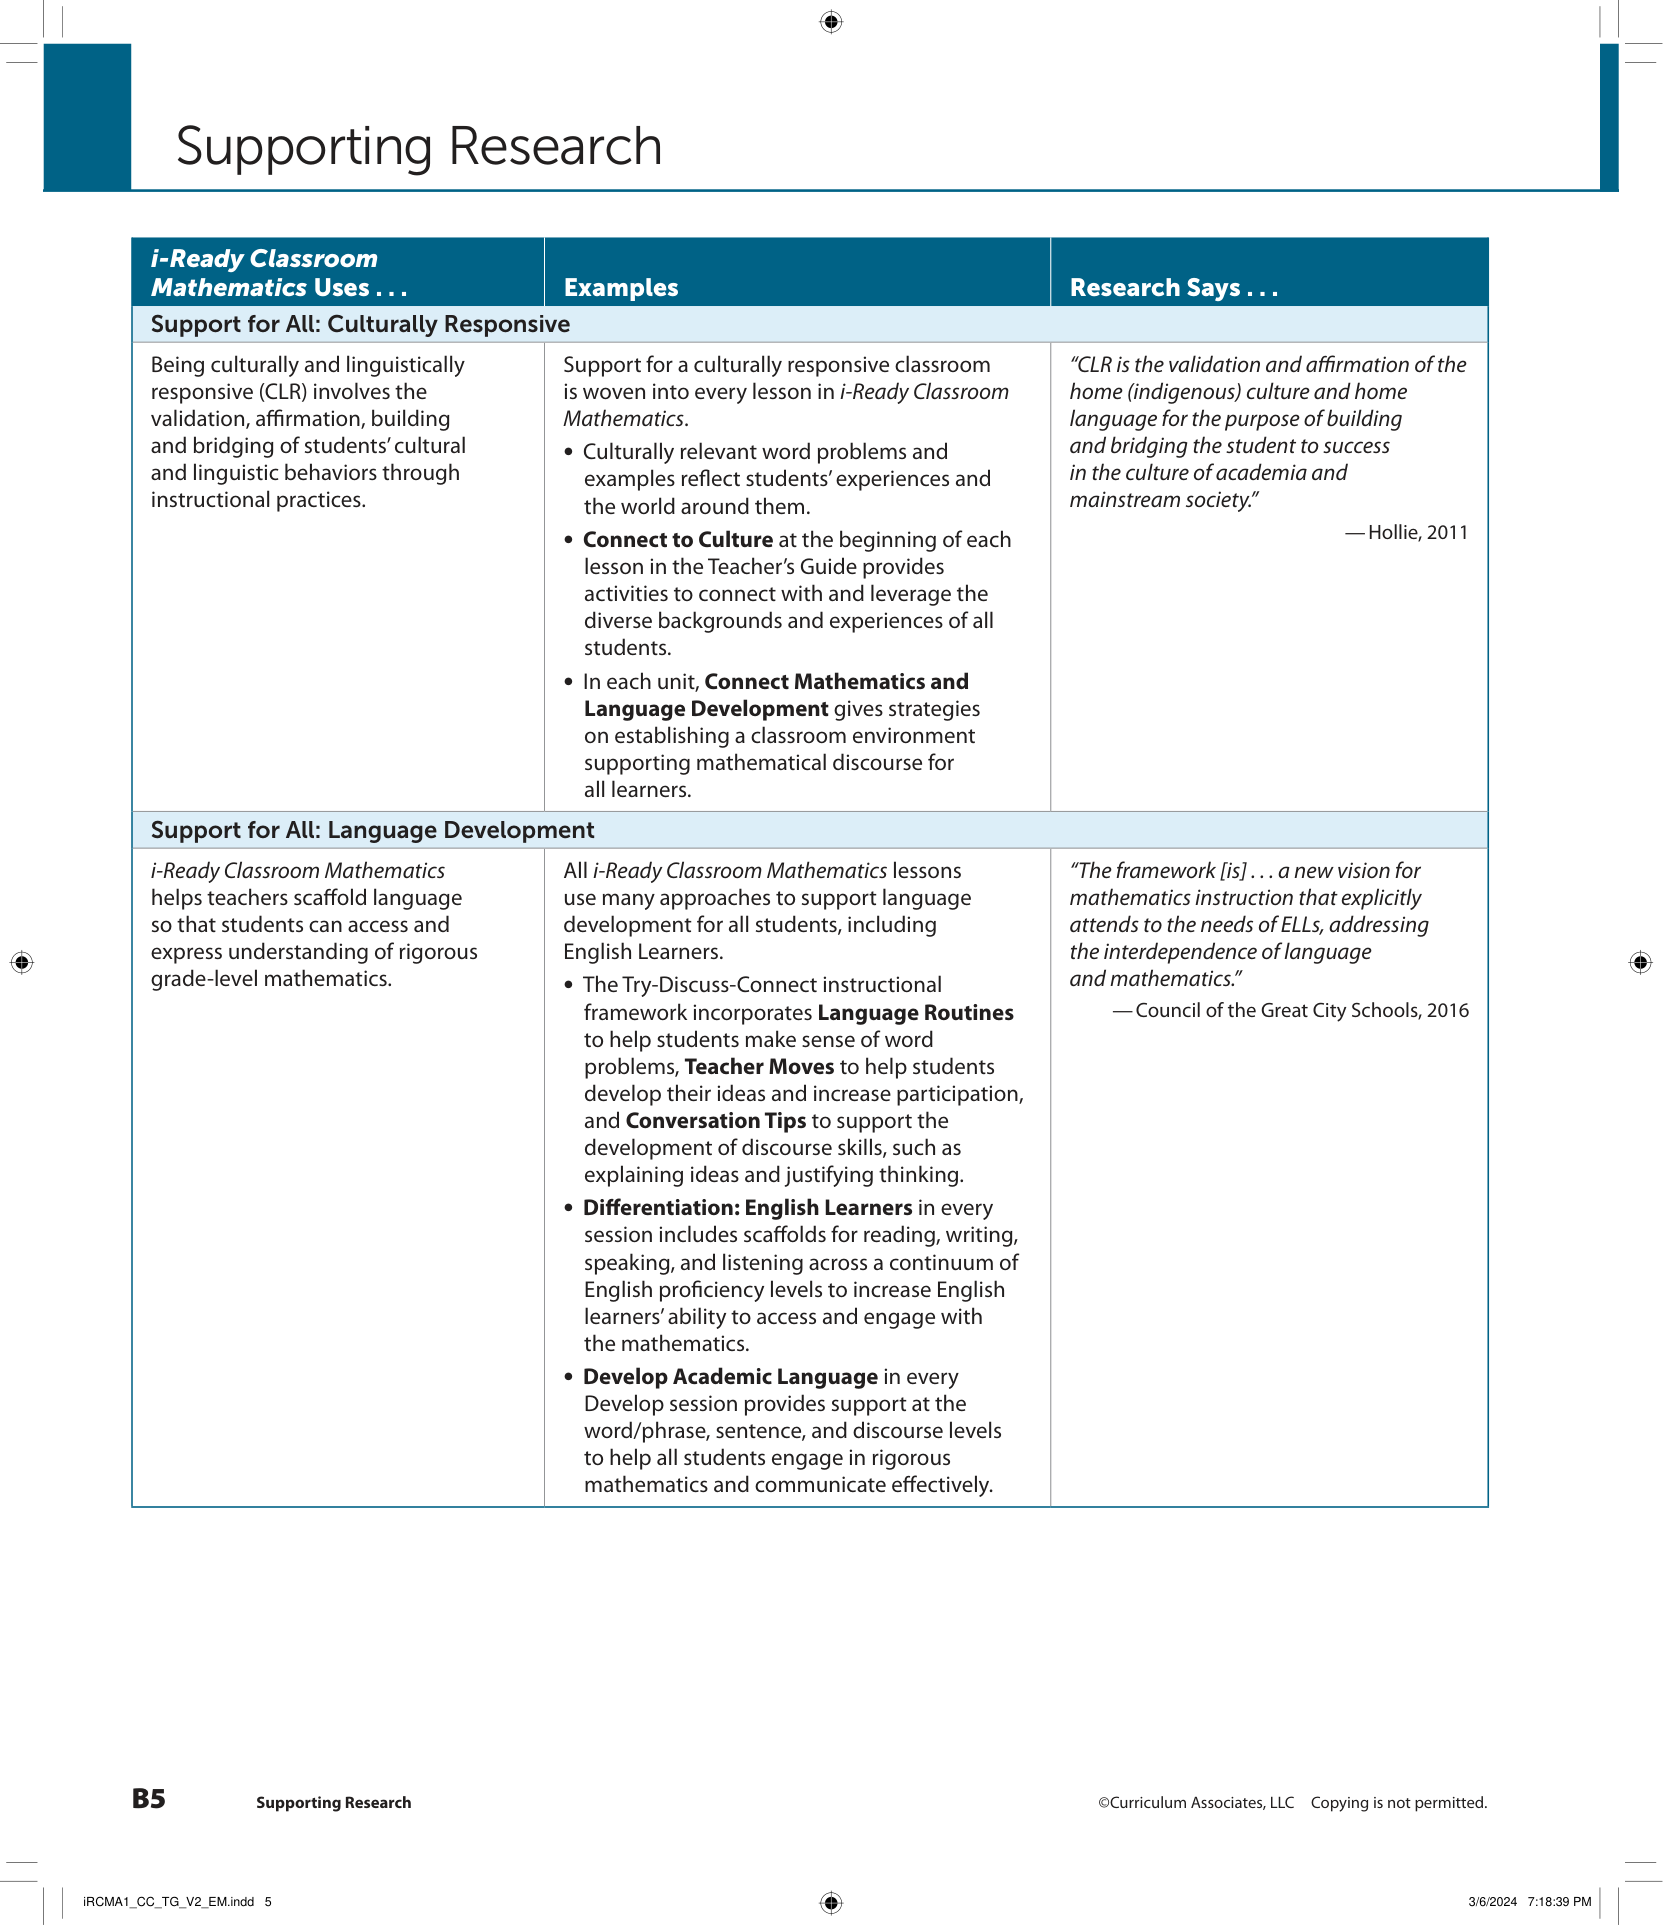 Supporting Research
i-Ready Classroom
Mathematics Uses . . .
Examples
Research Says . . .
Support for All: Culturally Responsive
Being culturally and linguistically
responsive (CLR) involves the
validation, affirmation, building
and bridging of students’ cultural
and linguistic behaviors through
instructional practices.
Support for a culturally responsive classroom
is woven into every lesson in i-Ready Classroom
Mathematics.
• Culturally relevant word problems and
examples reflect students’ experiences and
the world around them.
• Connect to Culture at the beginning of each
lesson in the Teacher’s Guide provides
activities to connect with and leverage the
diverse backgrounds and experiences of all
students.
• In each unit, Connect Mathematics and
Language Development gives strategies
on establishing a classroom environment
supporting mathematical discourse for
all learners.
“CLR is the validation and affirmation of the
home (indigenous) culture and home
language for the purpose of building
and bridging the student to success
in the culture of academia and
mainstream society.”
— Hollie, 2011
Support for All: Language Development
i-Ready Classroom Mathematics
helps teachers scaffold language
so that students can access and
express understanding of rigorous
grade-level mathematics.
All i-Ready Classroom Mathematics lessons
use many approaches to support language
development for all students, including
English Learners.
• The Try-Discuss-Connect instructional
framework incorporates Language Routines
to help students make sense of word
problems, Teacher Moves to help students
develop their ideas and increase participation,
and Conversation Tips to support the
development of discourse skills, such as
explaining ideas and justifying thinking.
• Differentiation: English Learners in every
session includes scaffolds for reading, writing,
speaking, and listening across a continuum of
English proficiency levels to increase English
learners’ ability to access and engage with
the mathematics.
• Develop Academic Language in every
Develop session provides support at the
word/phrase, sentence, and discourse levels
to help all students engage in rigorous
mathematics and communicate effectively.
“The framework [is] . . . a new vision for
mathematics instruction that explicitly
attends to the needs of ELLs, addressing
the interdependence of language
and mathematics.”
— Council of the Great City Schools, 2016
B5 Supporting Research ©Curriculum Associates, LLC Copying is not permitted.
iRCMA1_CC_TG_V2_EM.indd 5 3/6/2024 7:18:39 PM